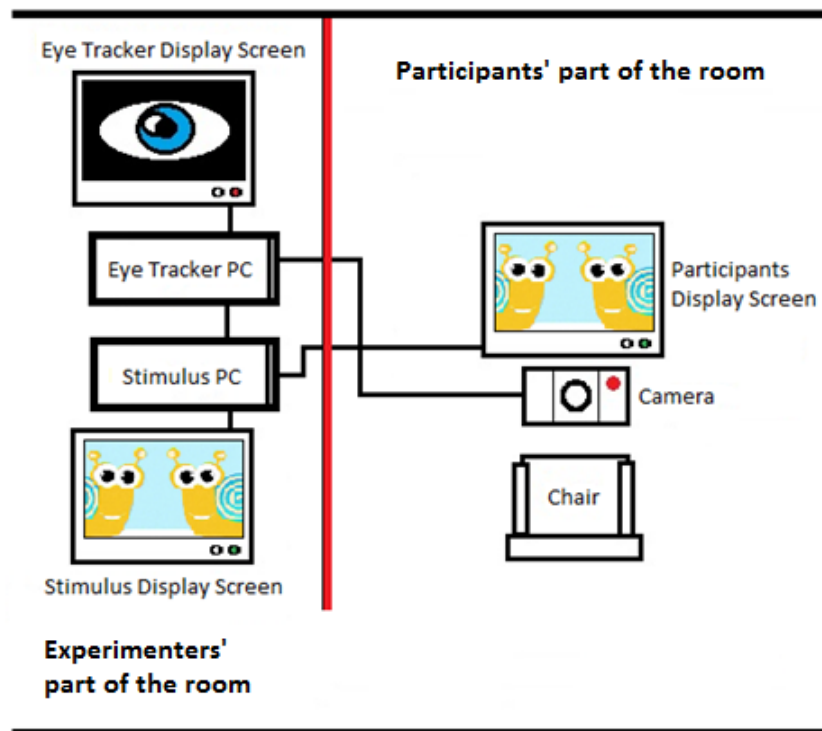 Eye Tracker Display Screen
Participants' part of the room
Eye Tracker PC
Participants
Display Screen
Stimulus PC
Camera
Chair
Stimulus Display Screen
Experimenters'
part of the room